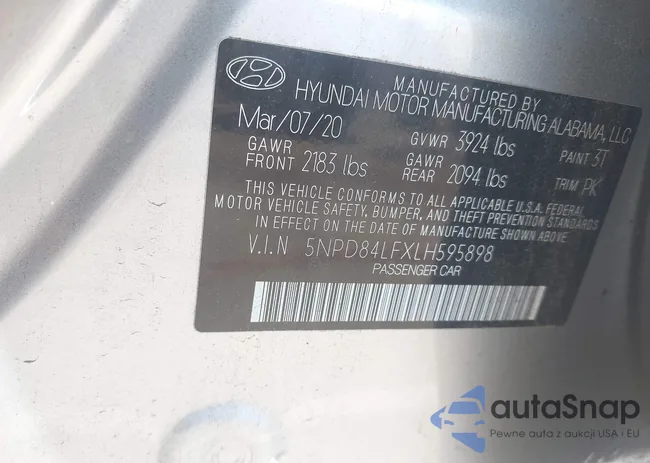 MANUFACTURED BY
HYUNDAI MOTOR MANUFACTURING ALABAMA, LLC
Mar/07/20 GVWR 3924 lbs PAINT 3T
GAWR FRONT 2183 lbs GAWR REAR 2094 lbs TRIM PK
THIS VEHICLE CONFORMS TO ALL APPLICABLE U.S.A. FEDERAL
MOTOR VEHICLE SAFETY, BUMPER, AND THEFT PREVENTION STANDARDS
IN EFFECT ON THE DATE OF MANUFACTURE SHOWN ABOVE.
V.I.N 5NPD84LFXLH595898
PASSENGER CAR
autaSnap
Pewne auta z aukcji USA i EU